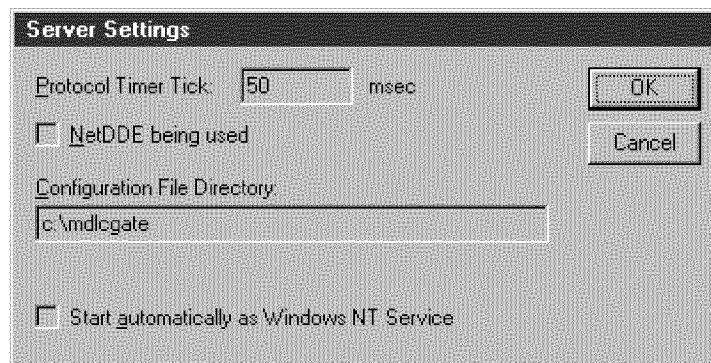 Server Settings
Protocol Timer Tick: 50 msec
OK
NetDDE being used
Cancel
Configuration File Directory:
c:\mdlcgate
Start automatically as Windows NT Service